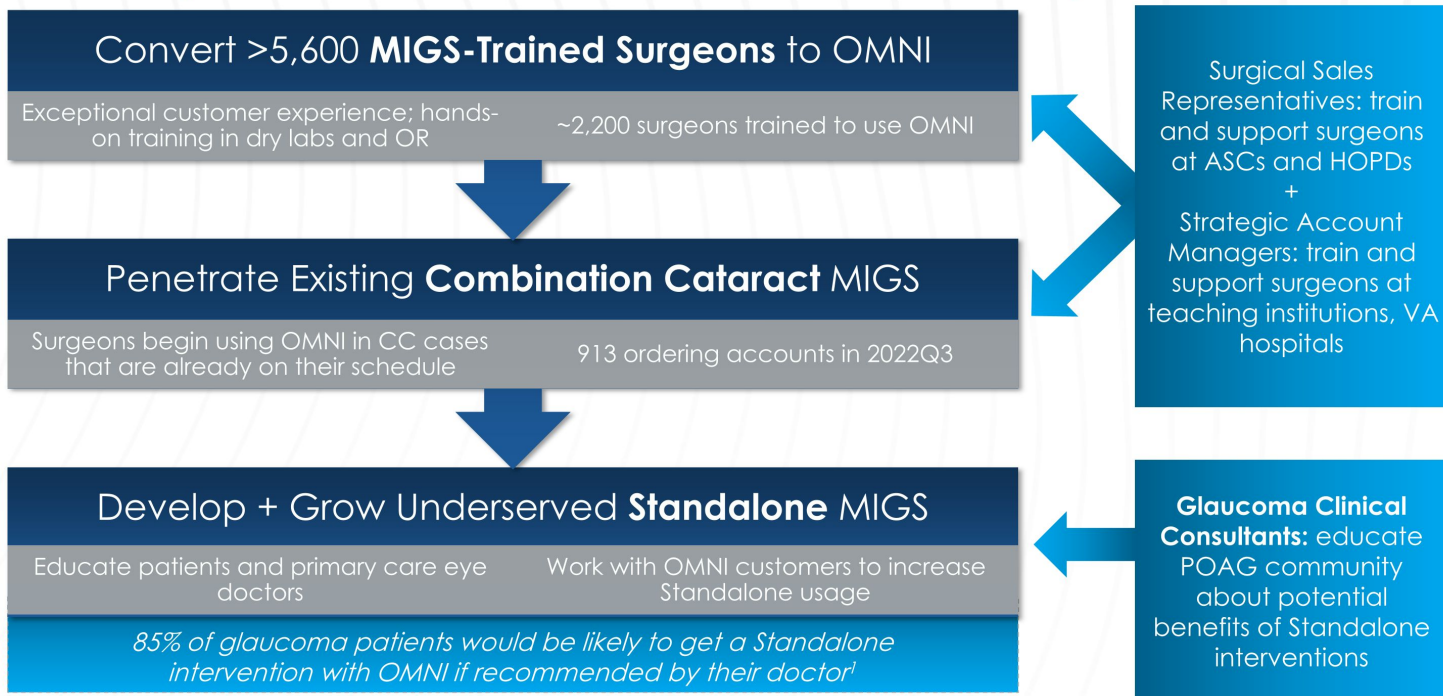 Convert >5,600 MIGS-Trained Surgeons to OMNI
Exceptional customer experience; hands-
on training in dry labs and OR
~2,200 surgeons trained to use OMNI
Penetrate Existing Combination Cataract MIGS
Surgeons begin using OMNI in CC cases
that are already on their schedule
913 ordering accounts in 2022Q3
Develop + Grow Underserved Standalone MIGS
Educate patients and primary care eye
doctors
Work with OMNI customers to increase
Standalone usage
85% of glaucoma patients would be likely to get a Standalone
intervention with OMNI if recommended by their doctor¹
Surgical Sales
Representatives: train
and support surgeons
at ASCs and HOPDs
+
Strategic Account
Managers: train and
support surgeons at
teaching institutions, VA
hospitals
Glaucoma Clinical
Consultants: educate
POAG community
about potential
benefits of Standalone
interventions